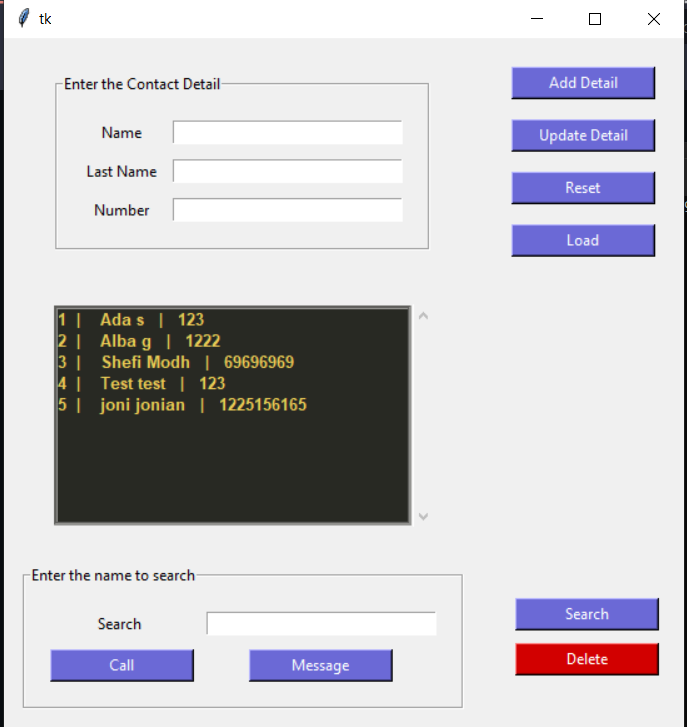 tk
Enter the Contact Detail
Name
Last Name
Number
Add Detail
Update Detail
Reset
Load
1 | Ada s | 123
2 | Alba g | 1222
3 | Shefi Modh | 69696969
4 | Test test | 123
5 | joni jonian | 1225156165
Enter the name to search
Search
Call Message
Search
Delete